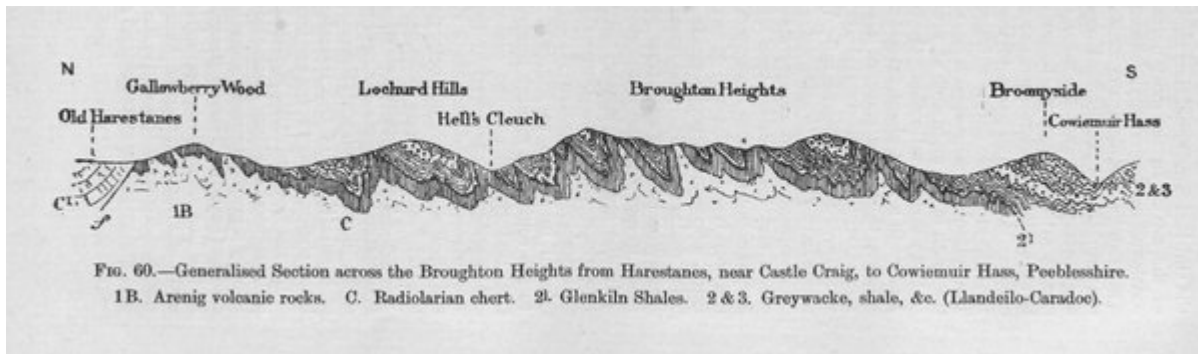 N
S
Gallowberry Wood
Lochurd Hills
Broughton Heights
Broomyside
Old Harestanes
Hell's Cleuch
Cowiemuir Hass
C¹.
f
1B
C
2¹
2 & 3
FIG. 60.—Generalised Section across the Broughton Heights from Harestanes, near Castle Craig, to Cowiemuir Hass, Peeblesshire.
1 B. Arenig volcanic rocks. C. Radiolarian chert. 2¹. Glenkiln Shales. 2 & 3. Greywacke, shale, &c. (Llandeilo-Caradoc).